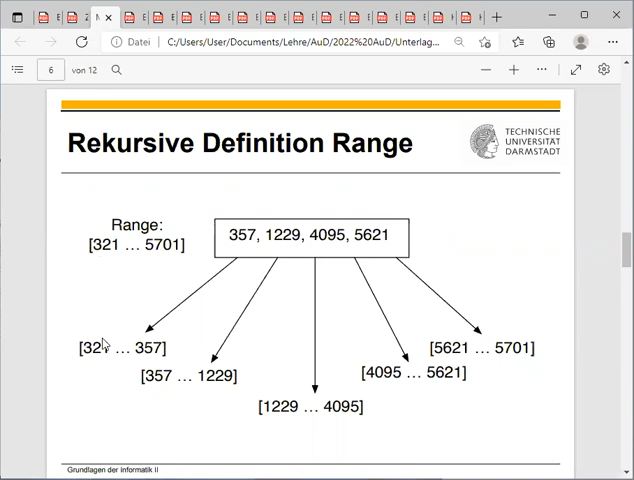 Datei
C:/Users/User/Documents/Lehre/AuD/2022%20AuD/Unterlag...
6
von 12
Rekursive Definition Range
TECHNISCHE
UNIVERSITÄT
DARMSTADT
Range:
[321 … 5701]
357, 1229, 4095, 5621
… 357]
[5621 … 5701]
[357 … 1229]
[4095 … 5621]
[1229 … 4095]
Grundlagen der Informatik II